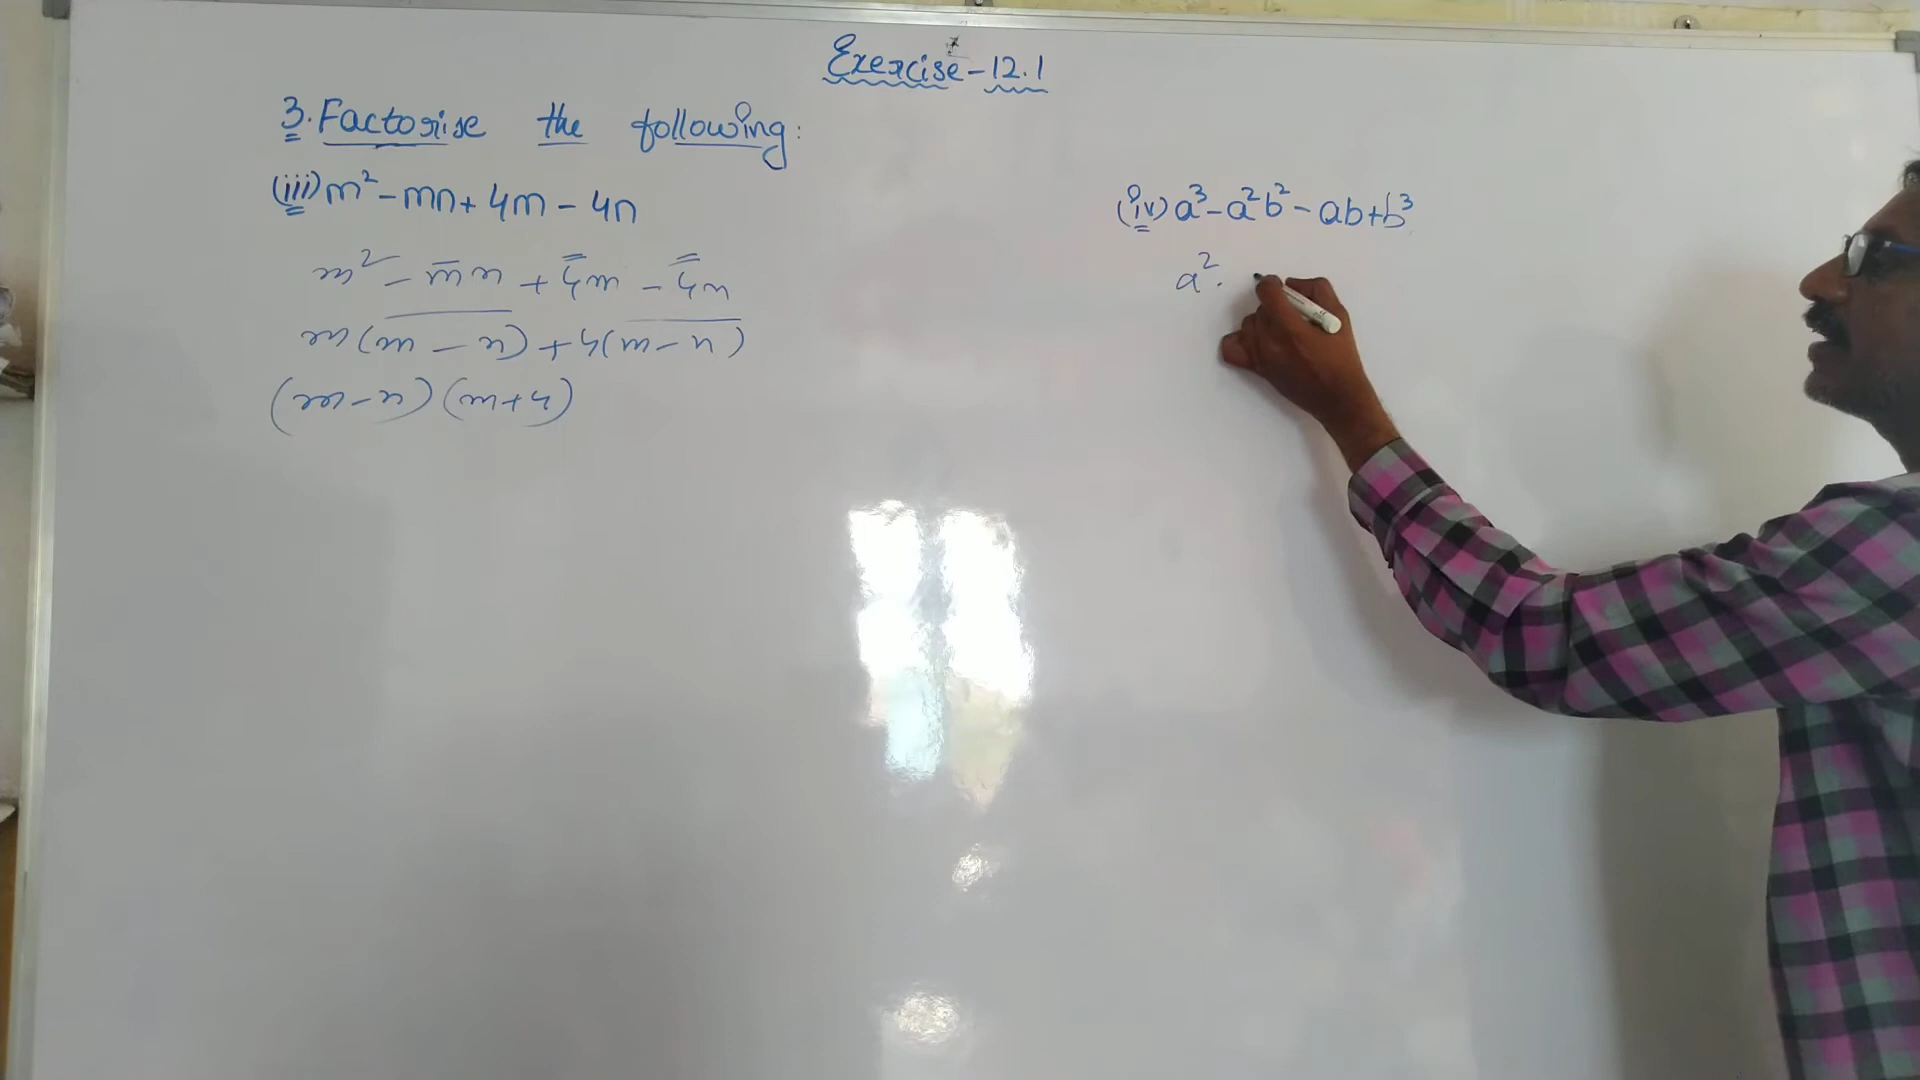 Exercise-12.1
3. Factorise the following:
(iii) m² - mn + 4m - 4n
m² - mn + 4m - 4n
m(m - n) + 4(m - n)
(m - n)(m + 4)
(iv) a³ - a²b² - ab + b³
a².